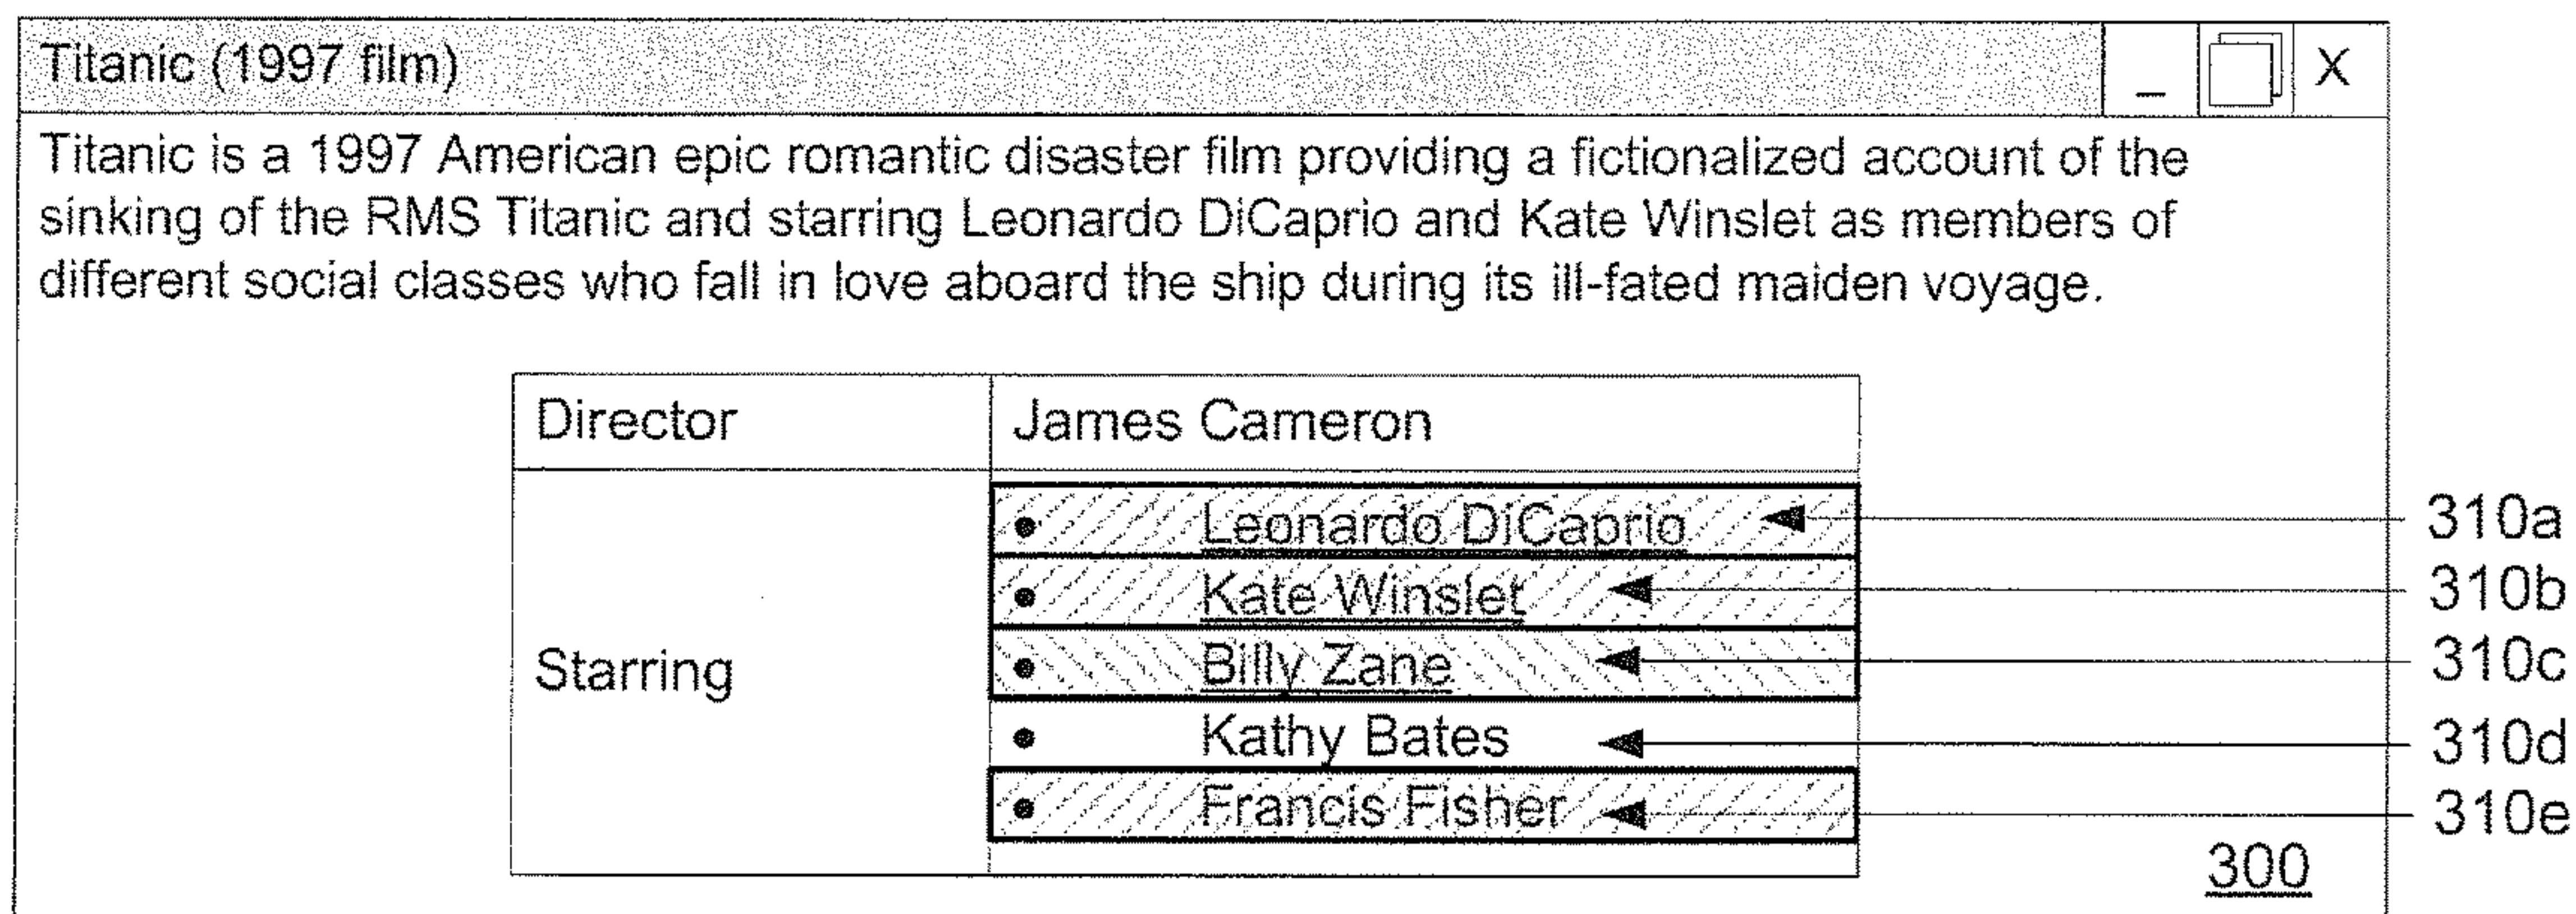 Titanic (1997 film) _ X
Titanic is a 1997 American epic romantic disaster film providing a fictionalized account of the
sinking of the RMS Titanic and starring Leonardo DiCaprio and Kate Winslet as members of
different social classes who fall in love aboard the ship during its ill-fated maiden voyage.
Director James Cameron
• Leonardo DiCaprio 310a
• Kate Winslet 310b
Starring • Billy Zane 310c
• Kathy Bates 310d
• Francis Fisher 310e
300